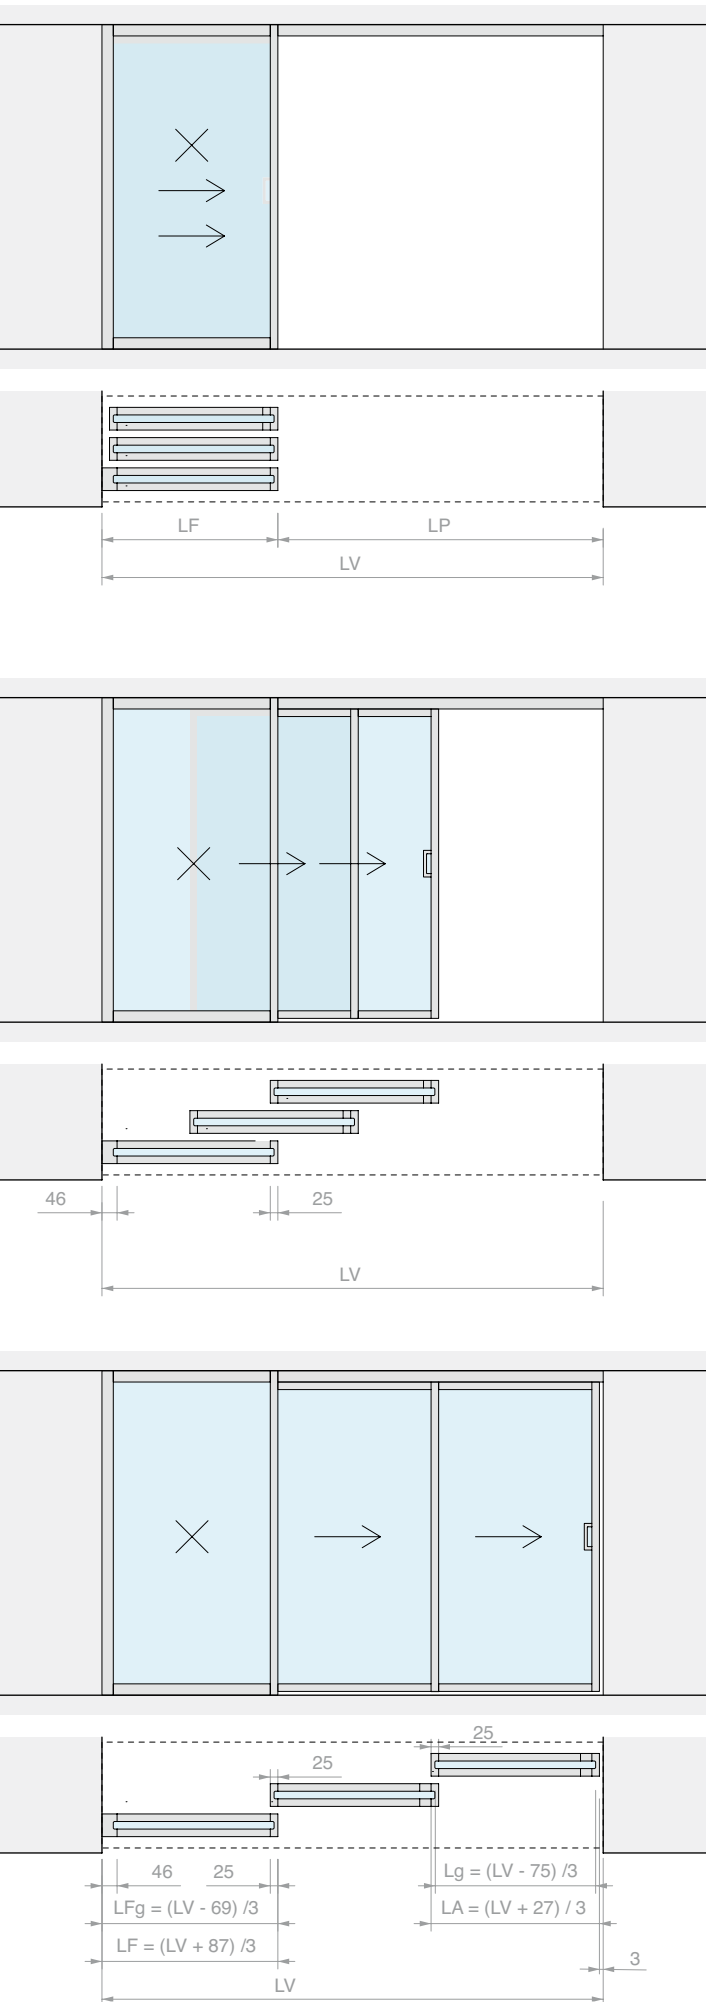 LF
LP
LV
46
25
LV
25
25
46
25
Lg = (LV - 75) /3
LFg = (LV - 69) /3
LA = (LV + 27) / 3
LF = (LV + 87) /3
3
LV